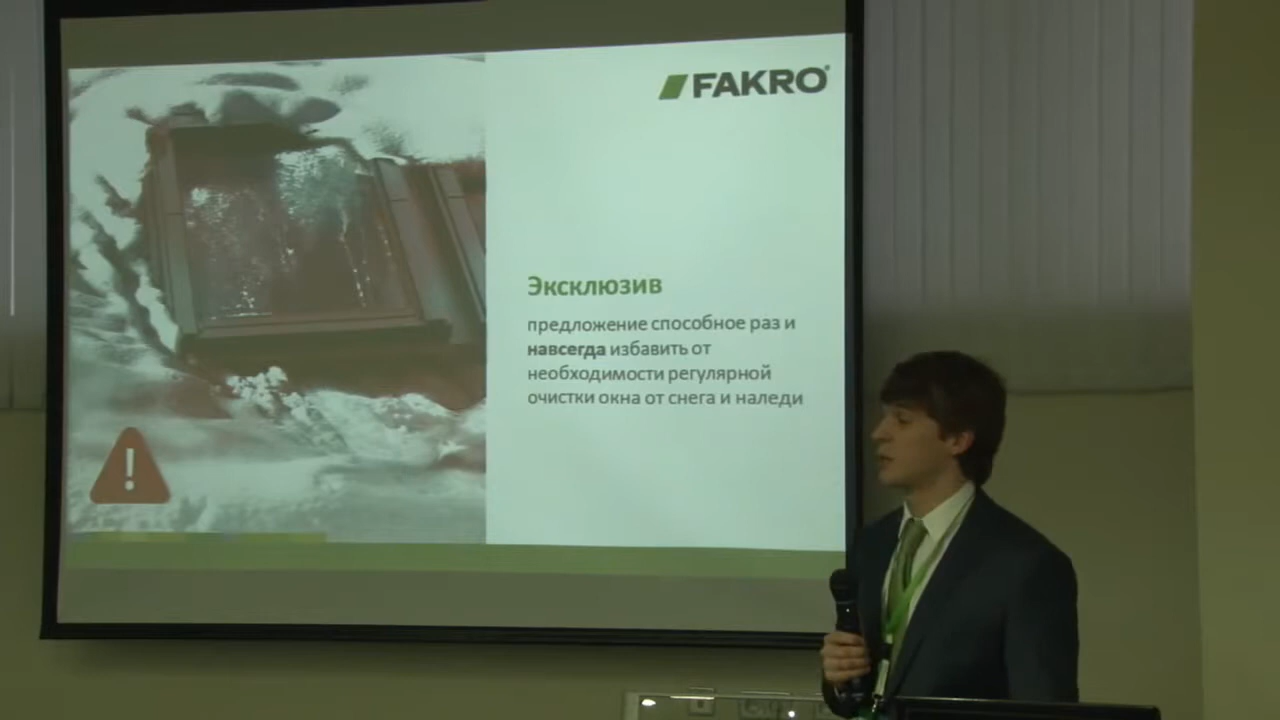 FAKRO®
Эксклюзив
предложение способное раз и
навсегда избавить от
необходимости регулярной
очистки окна от снега и наледи
!